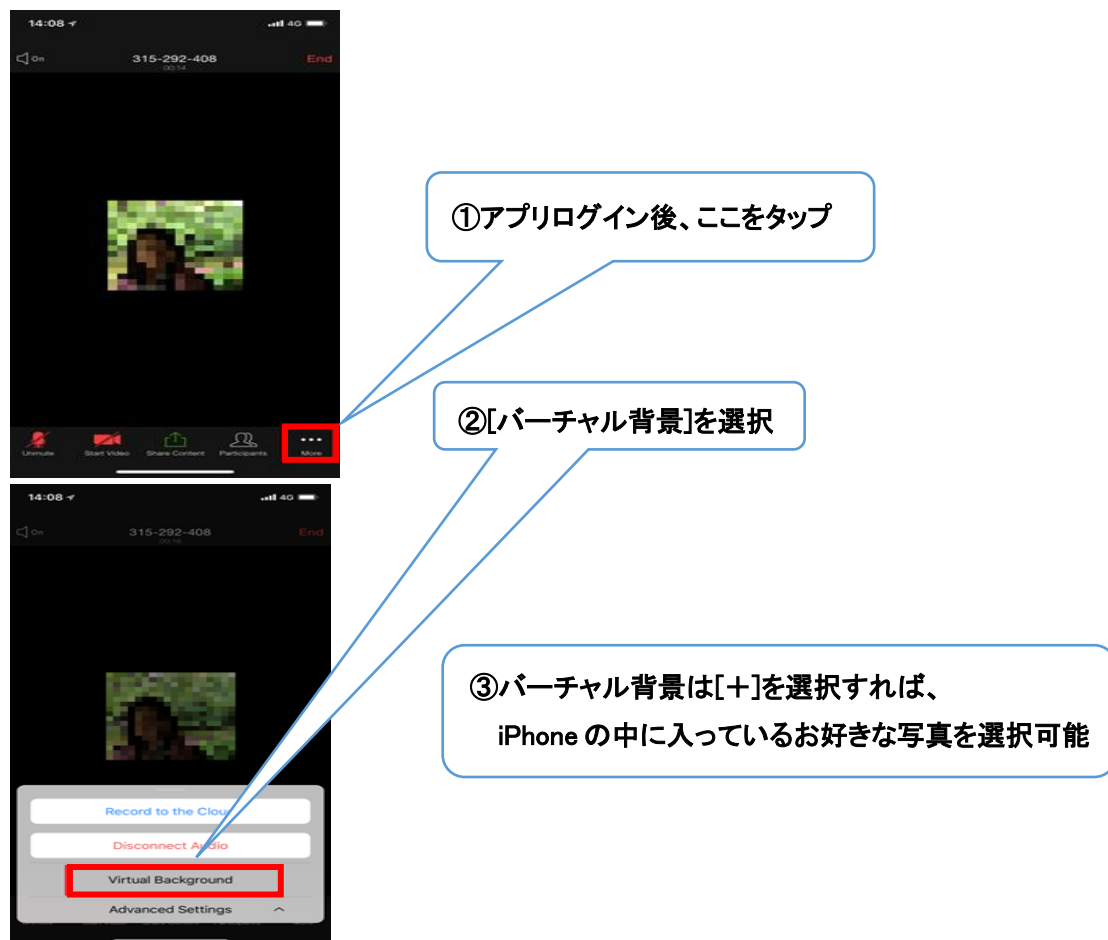 14:08
4G
On
315-292-408
End
00:14
①アプリログイン後、ここをタップ
②[バーチャル背景]を選択
Unmute
Start Video
Share Content
Participants
More
14:08
4G
On
315-292-408
End
③バーチャル背景は[＋]を選択すれば、
iPhone の中に入っているお好きな写真を選択可能
Record to the Clou
Disconnect Audio
Virtual Background
Advanced Settings